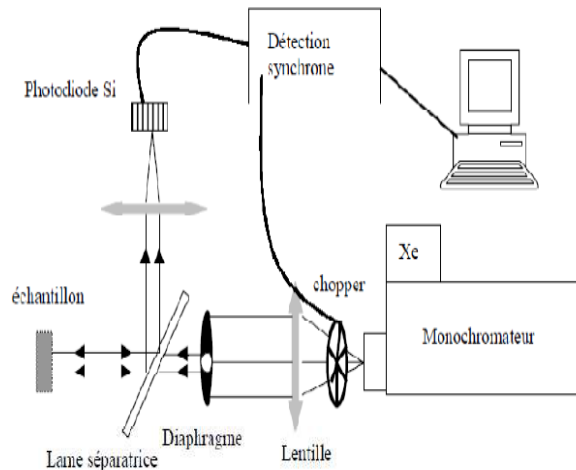 Détection
synchrone
Photodiode Si
Xe
échantillon
chopper
Monochromateur
Diaphragme
Lame séparatrice
Lentille